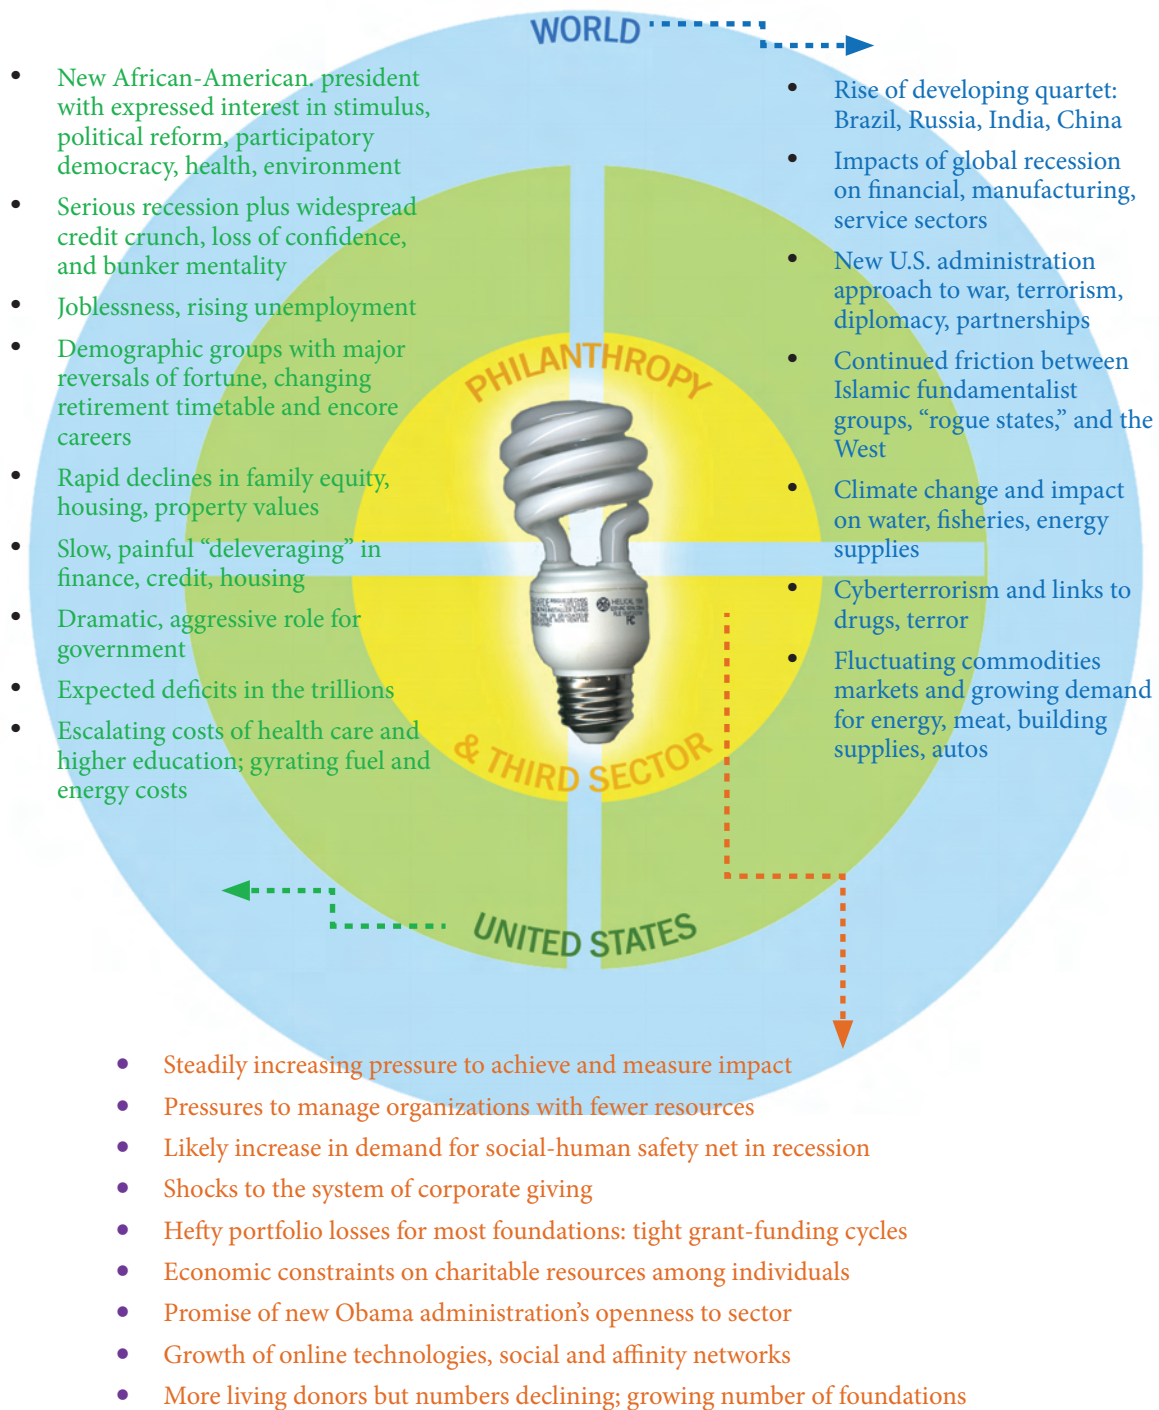 WORLD
• New African-American. president
with expressed interest in stimulus,
political reform, participatory
democracy, health, environment
• Serious recession plus widespread
credit crunch, loss of confidence,
and bunker mentality
• Joblessness, rising unemployment
• Demographic groups with major
reversals of fortune, changing
retirement timetable and encore
careers
• Rapid declines in family equity,
housing, property values
• Slow, painful “deleveraging” in
finance, credit, housing
• Dramatic, aggressive role for
government
• Expected deficits in the trillions
• Escalating costs of health care and
higher education; gyrating fuel and
energy costs
• Rise of developing quartet:
Brazil, Russia, India, China
• Impacts of global recession
on financial, manufacturing,
service sectors
• New U.S. administration
approach to war, terrorism,
diplomacy, partnerships
• Continued friction between
Islamic fundamentalist
groups, “rogue states,” and the
West
• Climate change and impact
on water, fisheries, energy
supplies
• Cyberterrorism and links to
drugs, terror
• Fluctuating commodities
markets and growing demand
for energy, meat, building
supplies, autos
PHILANTHROPY
& THIRD SECTOR
UNITED STATES
• Steadily increasing pressure to achieve and measure impact
• Pressures to manage organizations with fewer resources
• Likely increase in demand for social-human safety net in recession
• Shocks to the system of corporate giving
• Hefty portfolio losses for most foundations: tight grant-funding cycles
• Economic constraints on charitable resources among individuals
• Promise of new Obama administration’s openness to sector
• Growth of online technologies, social and affinity networks
• More living donors but numbers declining; growing number of foundations